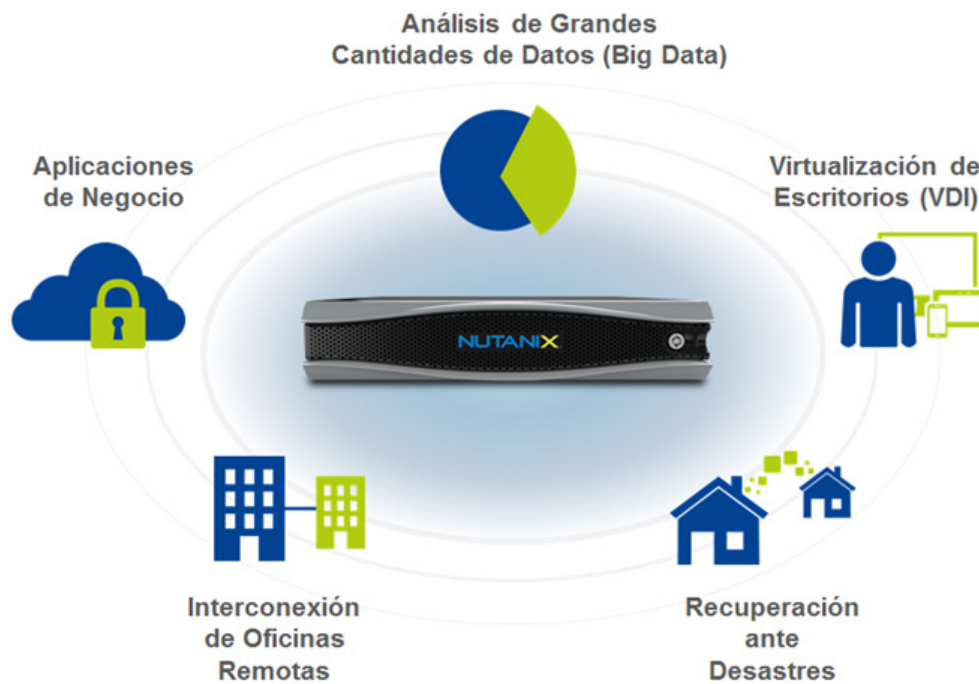 Análisis de Grandes
Cantidades de Datos (Big Data)
Aplicaciones
de Negocio
Virtualización de
Escritorios (VDI)
NUTANIX
Interconexión
de Oficinas
Remotas
Recuperación
ante
Desastres